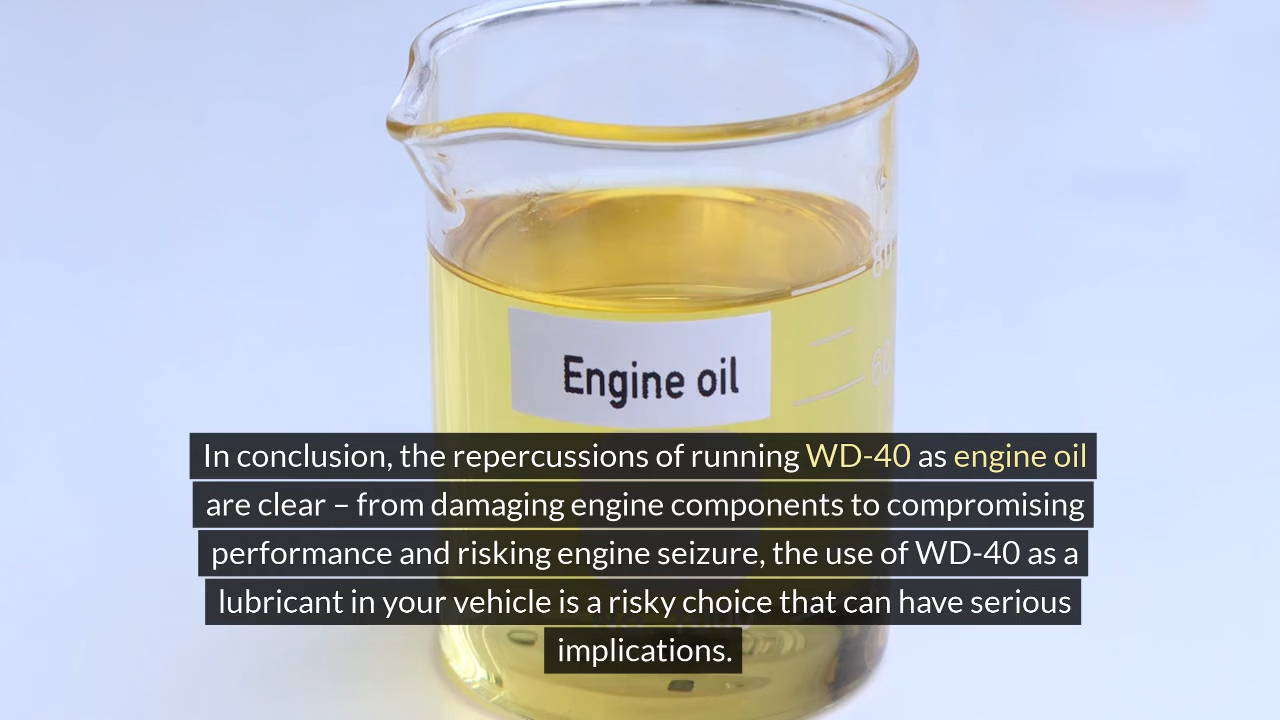 80
60
Engine oil
In conclusion, the repercussions of running WD-40 as engine oil
are clear – from damaging engine components to compromising
performance and risking engine seizure, the use of WD-40 as a
lubricant in your vehicle is a risky choice that can have serious
implications.